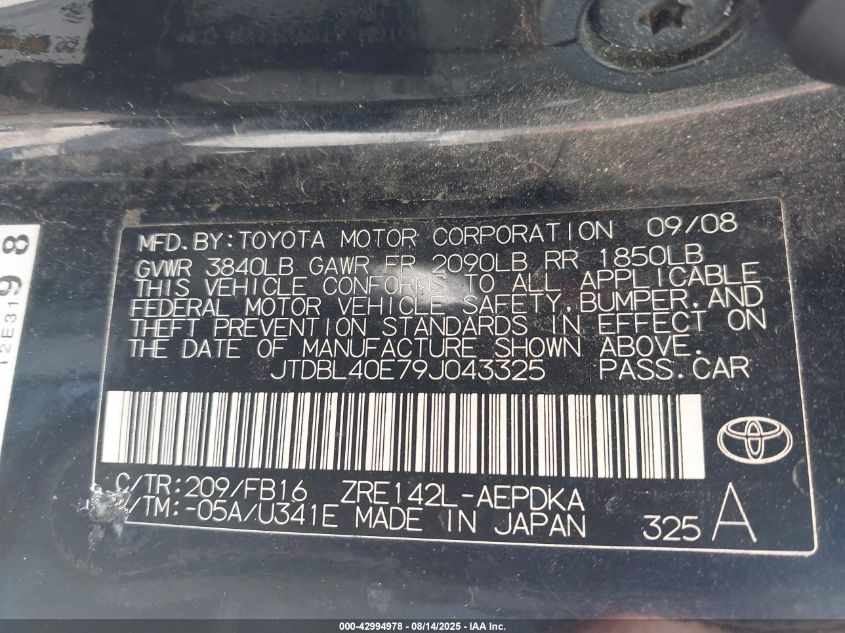 MFD. BY: TOYOTA MOTOR CORPORATION 09/08
GVWR 3840LB GAWR FR 2090LB RR 1850LB
THIS VEHICLE CONFORMS TO ALL APPLICABLE
FEDERAL MOTOR VEHICLE SAFETY, BUMPER, AND
THEFT PREVENTION STANDARDS IN EFFECT ON
THE DATE OF MANUFACTURE SHOWN ABOVE.
JTDBL40E79J043325 PASS. CAR
C/TR: 209/FB16 ZRE142L-AEPDKA
/TM: -05A/U341E MADE IN JAPAN 325 A
12E31 98
000-42994978 - 08/14/2025 - IAA Inc.